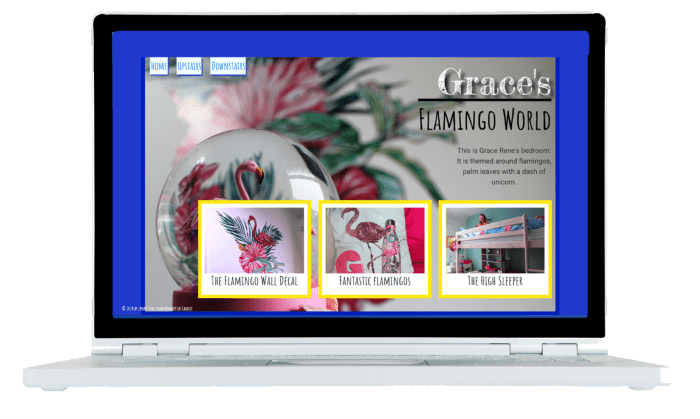 Home Upstairs Downstairs
Grace's
Flamingo World
This is Grace Rene's bedroom.
It is themed around flamingos,
palm leaves with a dash of
unicorn.
G
The Flamingo Wall Decal
Fantastic flamingos
The High Sleeper